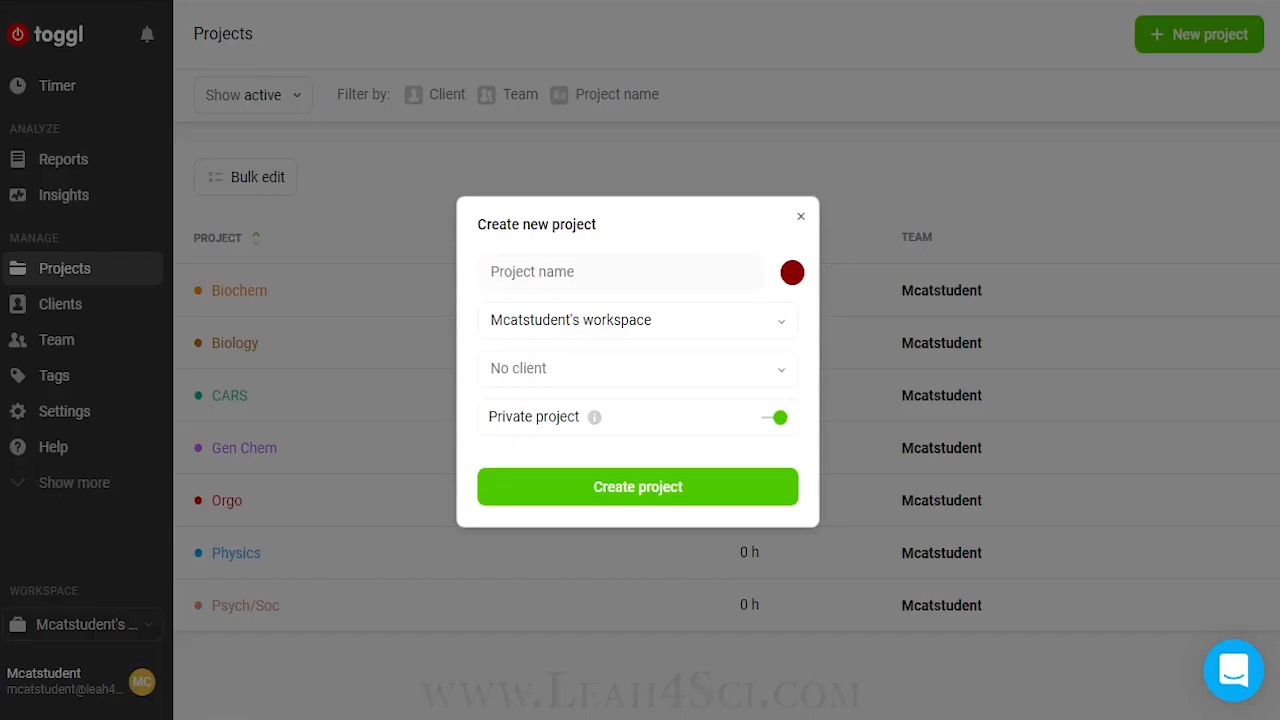 toggl
Projects
+ New project
Timer
Show active
Filter by:
Client
Team
Aa Project name
ANALYZE
Reports
Insights
Bulk edit
MANAGE
PROJECT
TEAM
Create new project
×
Projects
Project name
Biochem
Mcatstudent
Clients
Mcatstudent's workspace
Team
Biology
Mcatstudent
Tags
No client
CARS
Mcatstudent
Settings
Private project i
Help
Gen Chem
Mcatstudent
Show more
Create project
Orgo
Mcatstudent
Physics
0 h
Mcatstudent
WORKSPACE
Psych/Soc
0 h
Mcatstudent
Mcatstudent's ...
Mcatstudent
mcatstudent@leah4...
MC
www.Leah4Sci.com